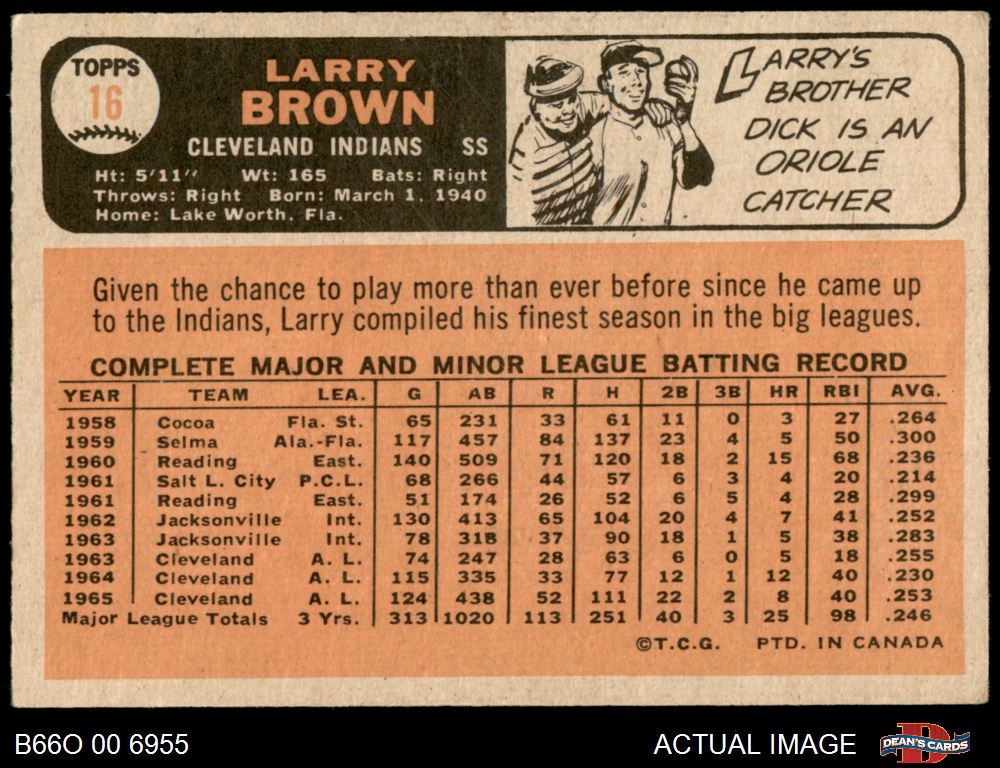 TOPPS
16
LARRY
BROWN
CLEVELAND INDIANS SS
Ht: 5'11" Wt: 165 Bats: Right
Throws: Right Born: March 1, 1940
Home: Lake Worth, Fla.
LARRY'S
BROTHER
DICK IS AN
ORIOLE
CATCHER
Given the chance to play more than ever before since he came up
to the Indians, Larry compiled his finest season in the big leagues.
COMPLETE MAJOR AND MINOR LEAGUE BATTING RECORD
YEAR TEAM LEA. G AB R H 2B 3B HR RBI AVG.
1958 Cocoa Fla. St. 65 231 33 61 11 0 3 27 .264
1959 Selma Ala.-Fla. 117 457 84 137 23 4 5 50 .300
1960 Reading East. 140 509 71 120 18 2 15 68 .236
1961 Salt L. City P.C.L. 68 266 44 57 6 3 4 20 .214
1961 Reading East. 51 174 26 52 6 5 4 28 .299
1962 Jacksonville Int. 130 413 65 104 20 4 7 41 .252
1963 Jacksonville Int. 78 318 37 90 18 1 5 38 .283
1963 Cleveland A. L. 74 247 28 63 6 0 5 18 .255
1964 Cleveland A. L. 115 335 33 77 12 1 12 40 .230
1965 Cleveland A. L. 124 438 52 111 22 2 8 40 .253
Major League Totals 3 Yrs. 313 1020 113 251 40 3 25 98 .246
©T.C.G. PTD. IN CANADA
B66O 00 6955
ACTUAL IMAGE
D
DEAN'S CARDS